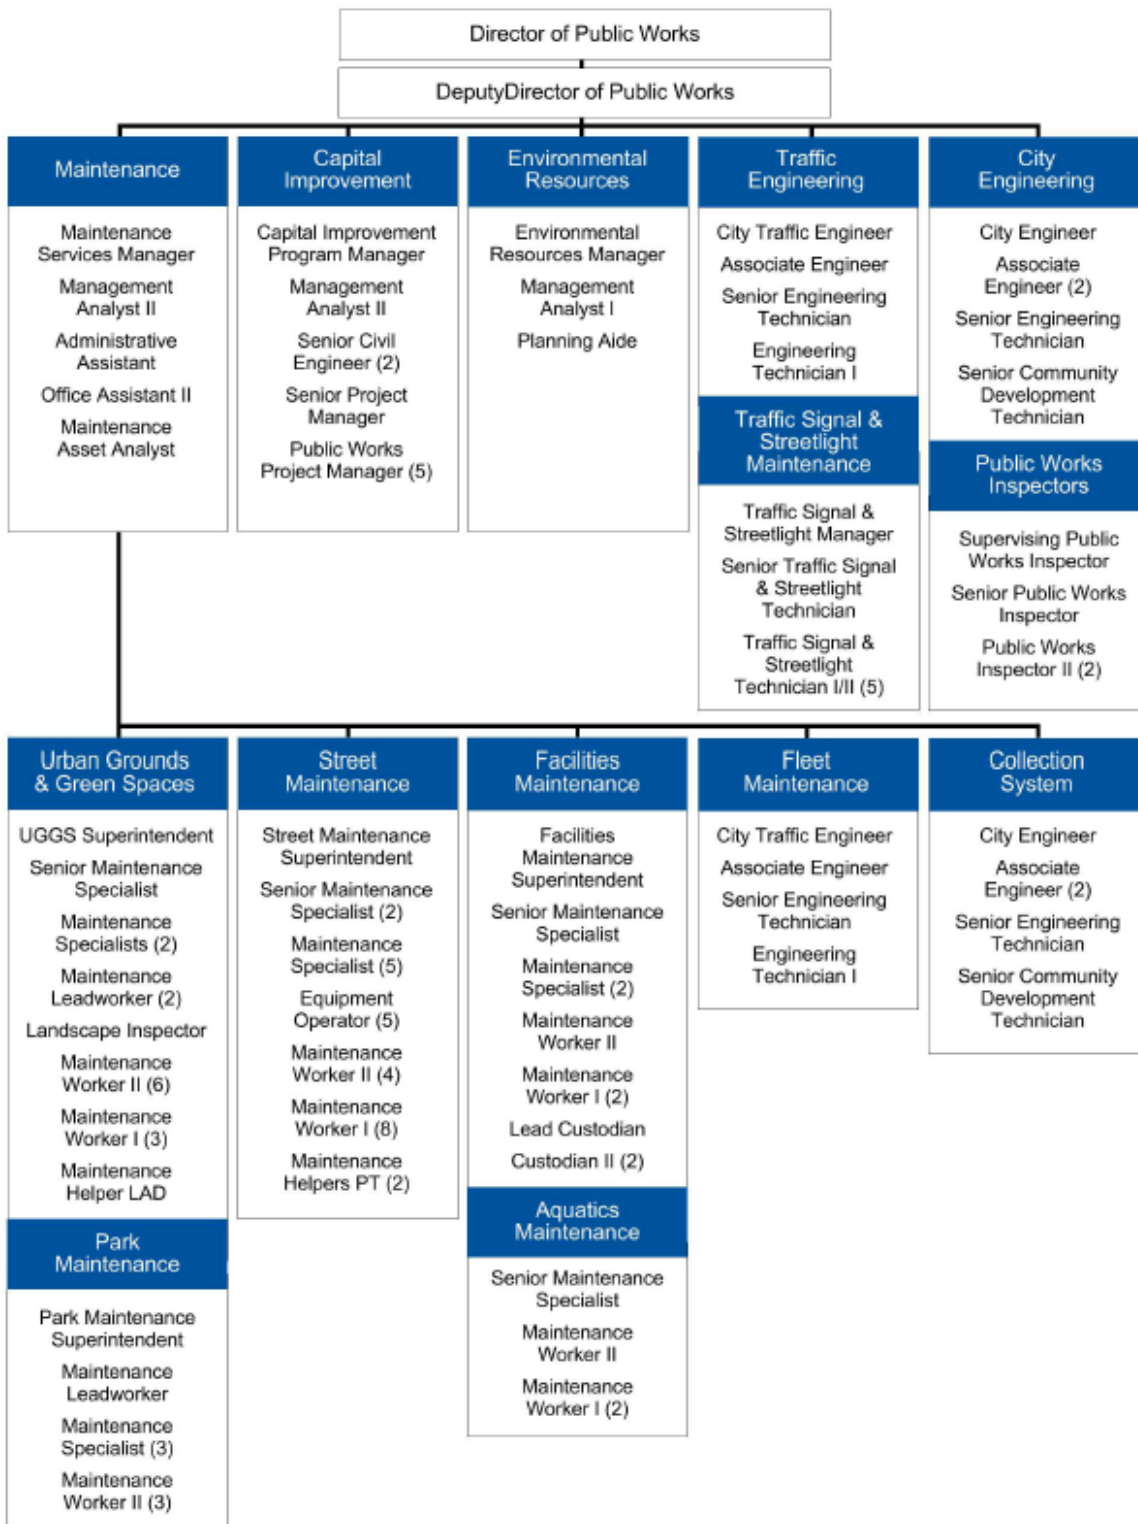 Director of Public Works
DeputyDirector of Public Works
Maintenance
Maintenance
Services Manager
Management
Analyst II
Administrative
Assistant
Office Assistant II
Maintenance
Asset Analyst
Capital
Improvement
Capital Improvement
Program Manager
Management
Analyst II
Senior Civil
Engineer (2)
Senior Project
Manager
Public Works
Project Manager (5)
Environmental
Resources
Environmental
Resources Manager
Management
Analyst I
Planning Aide
Traffic
Engineering
City Traffic Engineer
Associate Engineer
Senior Engineering
Technician
Engineering
Technician I
Traffic Signal &
Streetlight
Maintenance
Traffic Signal &
Streetlight Manager
Senior Traffic Signal
& Streetlight
Technician
Traffic Signal &
Streetlight
Technician I/II (5)
City
Engineering
City Engineer
Associate
Engineer (2)
Senior Engineering
Technician
Senior Community
Development
Technician
Public Works
Inspectors
Supervising Public
Works Inspector
Senior Public Works
Inspector
Public Works
Inspector II (2)
Urban Grounds
& Green Spaces
UGGS Superintendent
Senior Maintenance
Specialist
Maintenance
Specialists (2)
Maintenance
Leadworker (2)
Landscape Inspector
Maintenance
Worker II (6)
Maintenance
Worker I (3)
Maintenance
Helper LAD
Park
Maintenance
Park Maintenance
Superintendent
Maintenance
Leadworker
Maintenance
Specialist (3)
Maintenance
Worker II (3)
Street
Maintenance
Street Maintenance
Superintendent
Senior Maintenance
Specialist (2)
Maintenance
Specialist (5)
Equipment
Operator (5)
Maintenance
Worker II (4)
Maintenance
Worker I (8)
Maintenance
Helpers PT (2)
Facilities
Maintenance
Facilities
Maintenance
Superintendent
Senior Maintenance
Specialist
Maintenance
Specialist (2)
Maintenance
Worker II
Maintenance
Worker I (2)
Lead Custodian
Custodian II (2)
Aquatics
Maintenance
Senior Maintenance
Specialist
Maintenance
Worker II
Maintenance
Worker I (2)
Fleet
Maintenance
City Traffic Engineer
Associate Engineer
Senior Engineering
Technician
Engineering
Technician I
Collection
System
City Engineer
Associate
Engineer (2)
Senior Engineering
Technician
Senior Community
Development
Technician